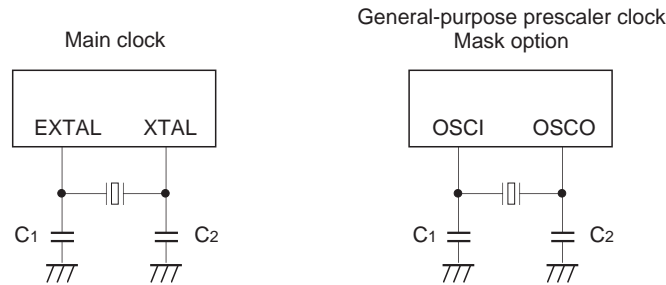 Main clock
EXTAL XTAL
C1 C2
General-purpose prescaler clock
Mask option
OSCI OSCO
C1 C2